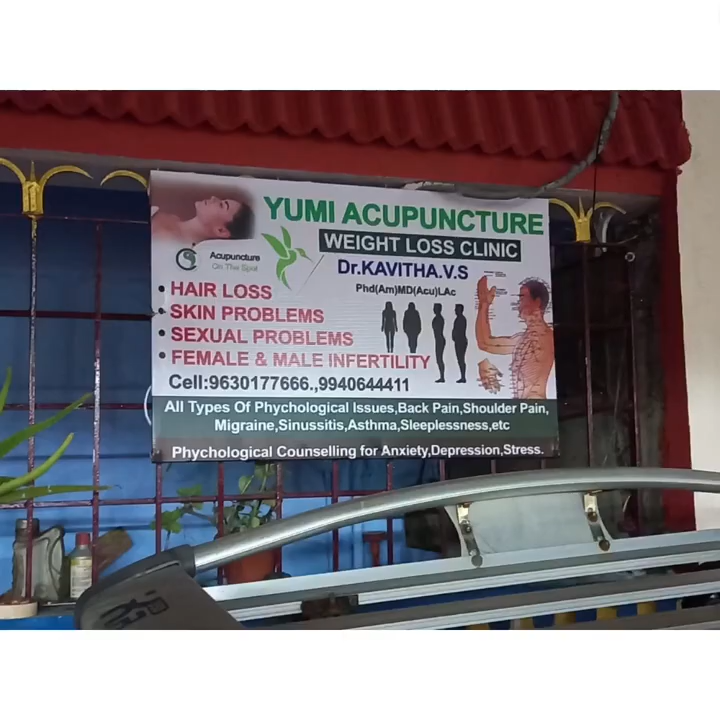 YUMI ACUPUNCTURE
WEIGHT LOSS CLINIC
Acupuncture
On The Spot
Dr.KAVITHA.V.S
Phd(Am)MD(Acu)LAc
• HAIR LOSS
• SKIN PROBLEMS
• SEXUAL PROBLEMS
• FEMALE & MALE INFERTILITY
Cell:9630177666.,9940644411
All Types Of Phychological Issues,Back Pain,Shoulder Pain,
Migraine,Sinussitis,Asthma,Sleeplessness,etc
Phychological Counselling for Anxiety,Depression,Stress.